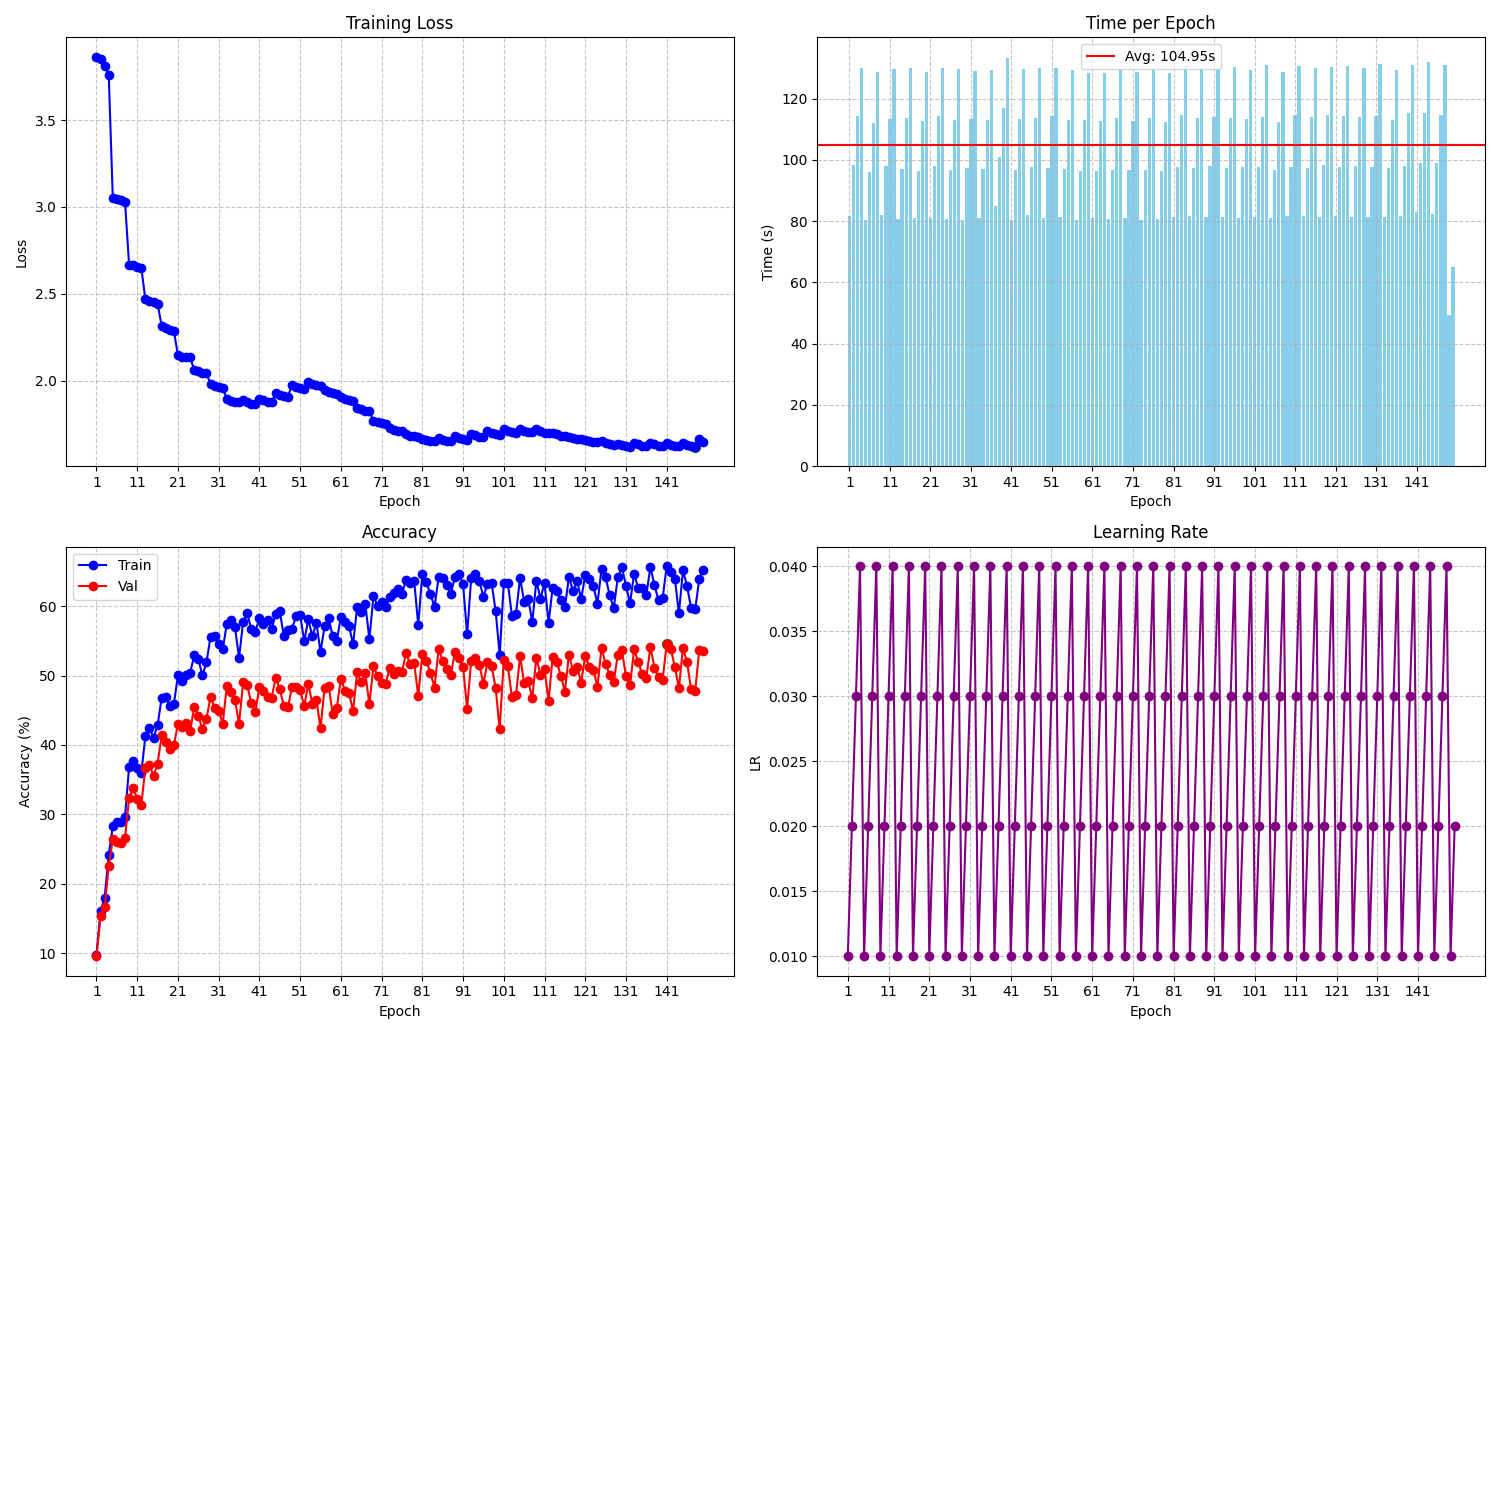 Training Loss
3.5
3.0
2.5
2.0
Loss
1 11 21 31 41 51 61 71 81 91 101 111 121 131 141
Epoch
Time per Epoch
Avg: 104.95s
120
100
80
60
40
20
0
Time (s)
1 11 21 31 41 51 61 71 81 91 101 111 121 131 141
Epoch
Accuracy
Train
Val
60
50
40
30
20
10
Accuracy (%)
1 11 21 31 41 51 61 71 81 91 101 111 121 131 141
Epoch
Learning Rate
0.040
0.035
0.030
0.025
0.020
0.015
0.010
LR
1 11 21 31 41 51 61 71 81 91 101 111 121 131 141
Epoch